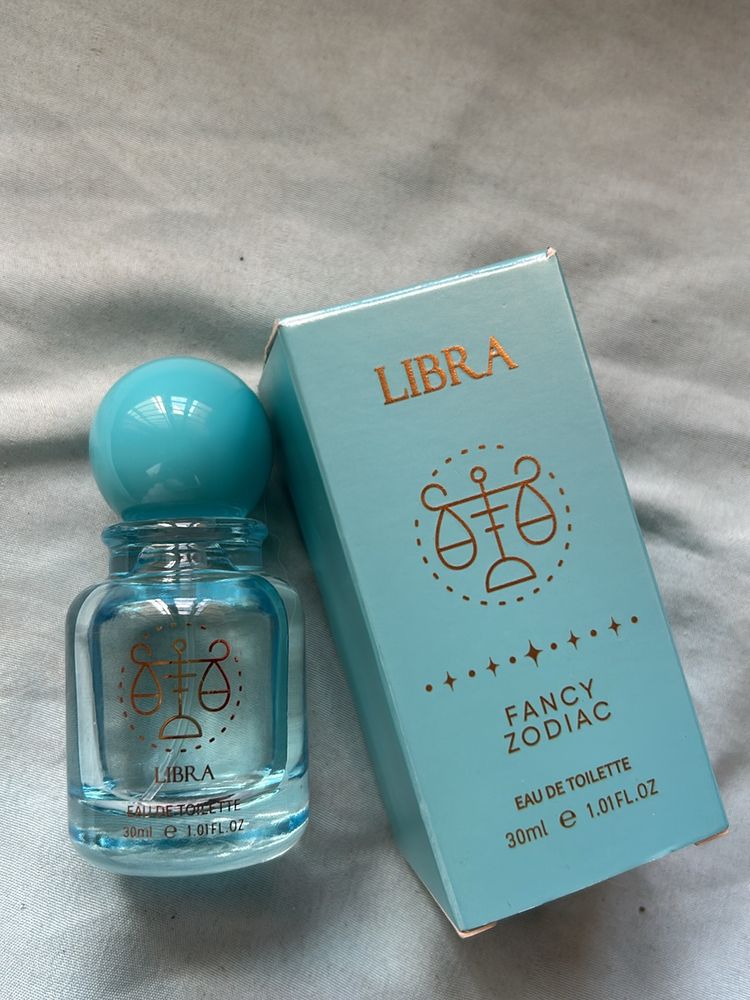 LIBRA
FANCY
ZODIAC
EAU DE TOILETTE
30ml e 1.01FL.OZ
LIBRA
EAU DE TOILETTE
30ml e 1.01FL.OZ